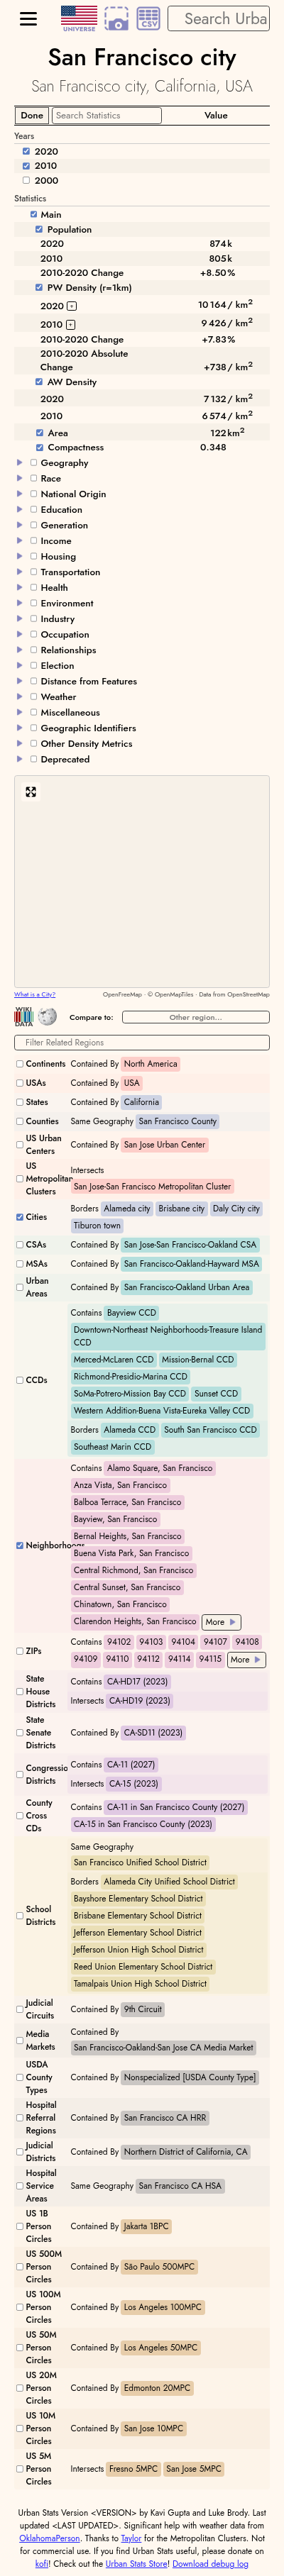 UNIVERSE
CSV
Search Urba
San Francisco city
San Francisco city, California, USA
Done
Search Statistics
Value
Years
2020
2010
2000
Statistics
Main
Population
2020 874k
2010 805k
2010-2020 Change +8.50%
PW Density (r=1km)
2020 + 10 164 / km2
2010 + 9 426 / km2
2010-2020 Change +7.83%
2010-2020 Absolute
Change +738 / km2
AW Density
2020 7 132 / km2
2010 6 574 / km2
Area 122 km2
Compactness 0.348
Geography
Race
National Origin
Education
Generation
Income
Housing
Transportation
Health
Environment
Industry
Occupation
Relationships
Election
Distance from Features
Weather
Miscellaneous
Geographic Identifiers
Other Density Metrics
Deprecated
What is a City?
OpenFreeMap · © OpenMapTiles · Data from OpenStreetMap
WIKI
DATA
Compare to:
Other region...
Filter Related Regions
Continents Contained By North America
USAs Contained By USA
States Contained By California
Counties Same Geography San Francisco County
US Urban
Centers
Contained By San Jose Urban Center
US
Metropolitan
Clusters
Intersects
San Jose-San Francisco Metropolitan Cluster
Cities
Borders Alameda city Brisbane city Daly City city
Tiburon town
CSAs Contained By San Jose-San Francisco-Oakland CSA
MSAs Contained By San Francisco-Oakland-Hayward MSA
Urban
Areas
Contained By San Francisco-Oakland Urban Area
CCDs
Contains Bayview CCD
Downtown-Northeast Neighborhoods-Treasure Island
CCD
Merced-McLaren CCD Mission-Bernal CCD
Richmond-Presidio-Marina CCD
SoMa-Potrero-Mission Bay CCD Sunset CCD
Western Addition-Buena Vista-Eureka Valley CCD
Borders Alameda CCD South San Francisco CCD
Southeast Marin CCD
Neighborhoods
Contains Alamo Square, San Francisco
Anza Vista, San Francisco
Balboa Terrace, San Francisco
Bayview, San Francisco
Bernal Heights, San Francisco
Buena Vista Park, San Francisco
Central Richmond, San Francisco
Central Sunset, San Francisco
Chinatown, San Francisco
Clarendon Heights, San Francisco More
ZIPs
Contains 94102 94103 94104 94107 94108
94109 94110 94112 94114 94115 More
State
House
Districts
Contains CA-HD17 (2023)
Intersects CA-HD19 (2023)
State
Senate
Districts
Contained By CA-SD11 (2023)
Congressional
Districts
Contains CA-11 (2027)
Intersects CA-15 (2023)
County
Cross
CDs
Contains CA-11 in San Francisco County (2027)
CA-15 in San Francisco County (2023)
School
Districts
Same Geography
San Francisco Unified School District
Borders Alameda City Unified School District
Bayshore Elementary School District
Brisbane Elementary School District
Jefferson Elementary School District
Jefferson Union High School District
Reed Union Elementary School District
Tamalpais Union High School District
Judicial
Circuits
Contained By 9th Circuit
Media
Markets
Contained By
San Francisco-Oakland-San Jose CA Media Market
USDA
County
Types
Contained By Nonspecialized [USDA County Type]
Hospital
Referral
Regions
Contained By San Francisco CA HRR
Judicial
Districts
Contained By Northern District of California, CA
Hospital
Service
Areas
Same Geography San Francisco CA HSA
US 1B
Person
Circles
Contained By Jakarta 1BPC
US 500M
Person
Circles
Contained By São Paulo 500MPC
US 100M
Person
Circles
Contained By Los Angeles 100MPC
US 50M
Person
Circles
Contained By Los Angeles 50MPC
US 20M
Person
Circles
Contained By Edmonton 20MPC
US 10M
Person
Circles
Contained By San Jose 10MPC
US 5M
Person
Circles
Intersects Fresno 5MPC San Jose 5MPC
Urban Stats Version <VERSION> by Kavi Gupta and Luke Brody. Last
updated <LAST UPDATED>. Significant help with weather data from
OklahomaPerson. Thanks to Taylor for the Metropolitan Clusters. Not
for commercial use. If you find Urban Stats useful, please donate on
kofi! Check out the Urban Stats Store! Download debug log